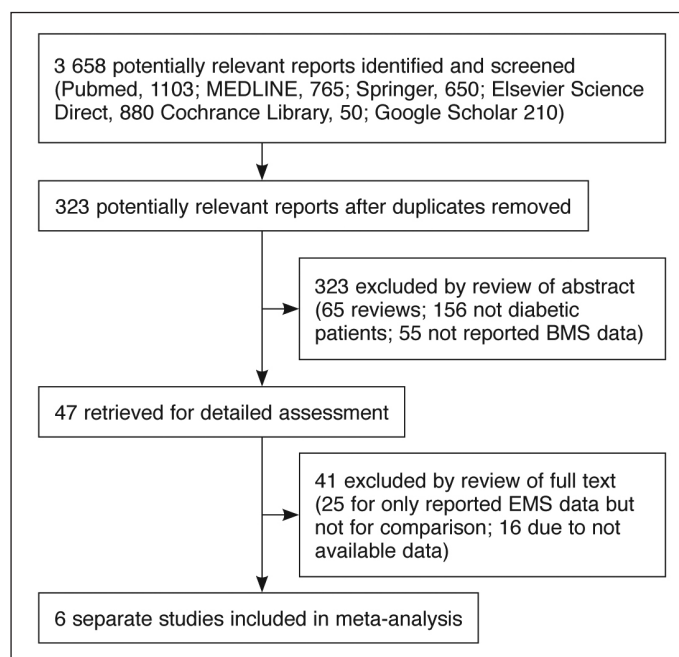 3 658 potentially relevant reports identified and screened
(Pubmed, 1103; MEDLINE, 765; Springer, 650; Elsevier Science
Direct, 880 Cochrance Library, 50; Google Scholar 210)
323 potentially relevant reports after duplicates removed
323 excluded by review of abstract
(65 reviews; 156 not diabetic
patients; 55 not reported BMS data)
47 retrieved for detailed assessment
41 excluded by review of full text
(25 for only reported EMS data but
not for comparison; 16 due to not
available data)
6 separate studies included in meta-analysis